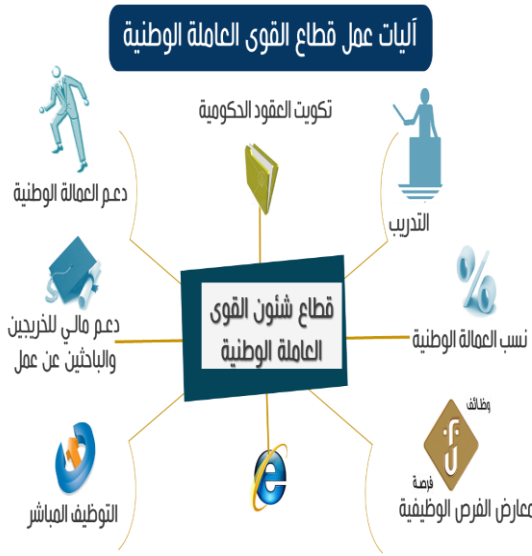 آليات عمل قطاع القوى العاملة الوطنية
تكويت العقود الحكومية
التدريب
دعم العمالة الوطنية
قطاع شئون القوى
العاملة الوطنية
نسب العمالة الوطنية
دعم مالي للخريجين
والباحثين عن عمل
وظائف
فرصة
معارض الفرص الوظيفية
التوظيف المباشر